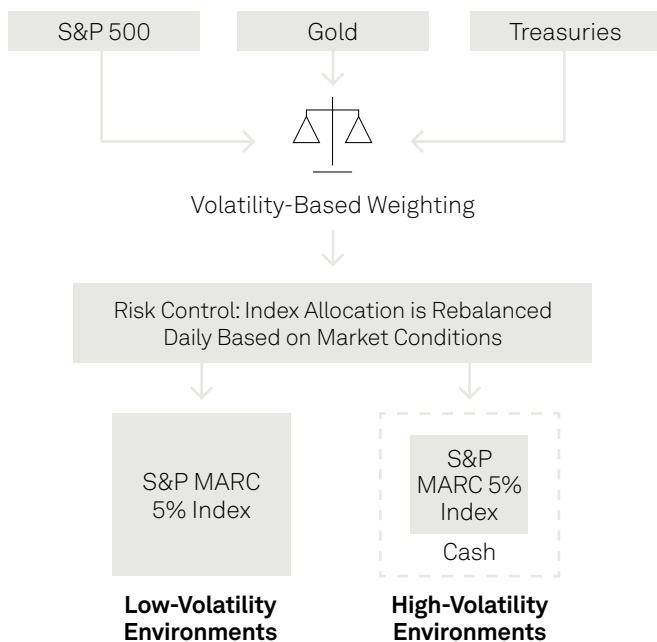 S&P 500
Gold
Treasuries
Volatility-Based Weighting
Risk Control: Index Allocation is Rebalanced
Daily Based on Market Conditions
S&P MARC
5% Index
S&P
MARC 5%
Index
Cash
Low-Volatility
Environments
High-Volatility
Environments